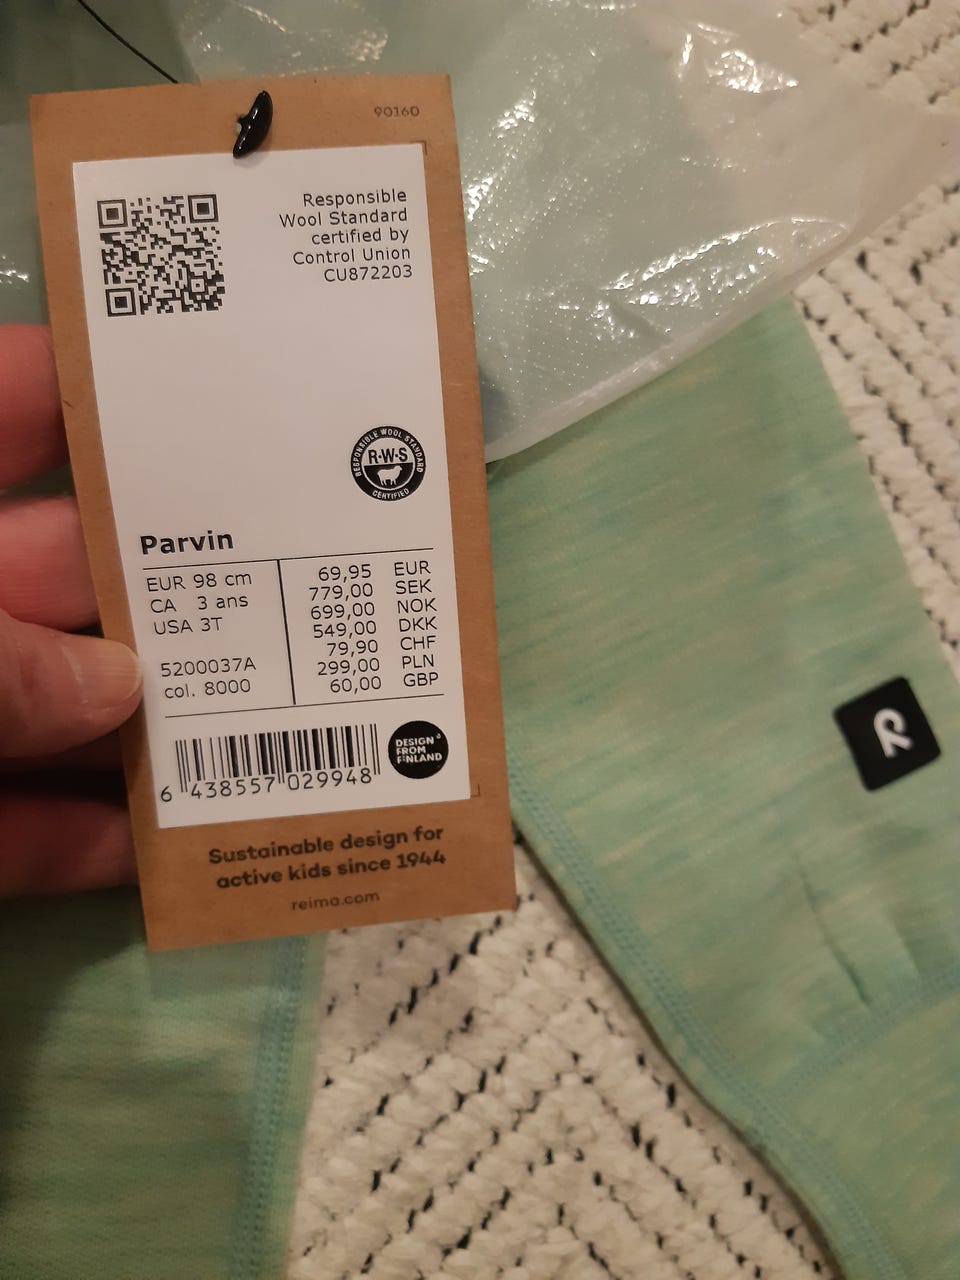 90160
Responsible
Wool Standard
certified by
Control Union
CU872203
RESPONSIBLE WOOL STANDARD
R·W·S
CERTIFIED
Parvin
EUR 98 cm
CA 3 ans
USA 3T
5200037A
col. 8000
69,95 EUR
779,00 SEK
699,00 NOK
549,00 DKK
79,90 CHF
299,00 PLN
60,00 GBP
6 438557 029948
DESIGN
FROM
FINLAND
Sustainable design for
active kids since 1944
reima.com
R